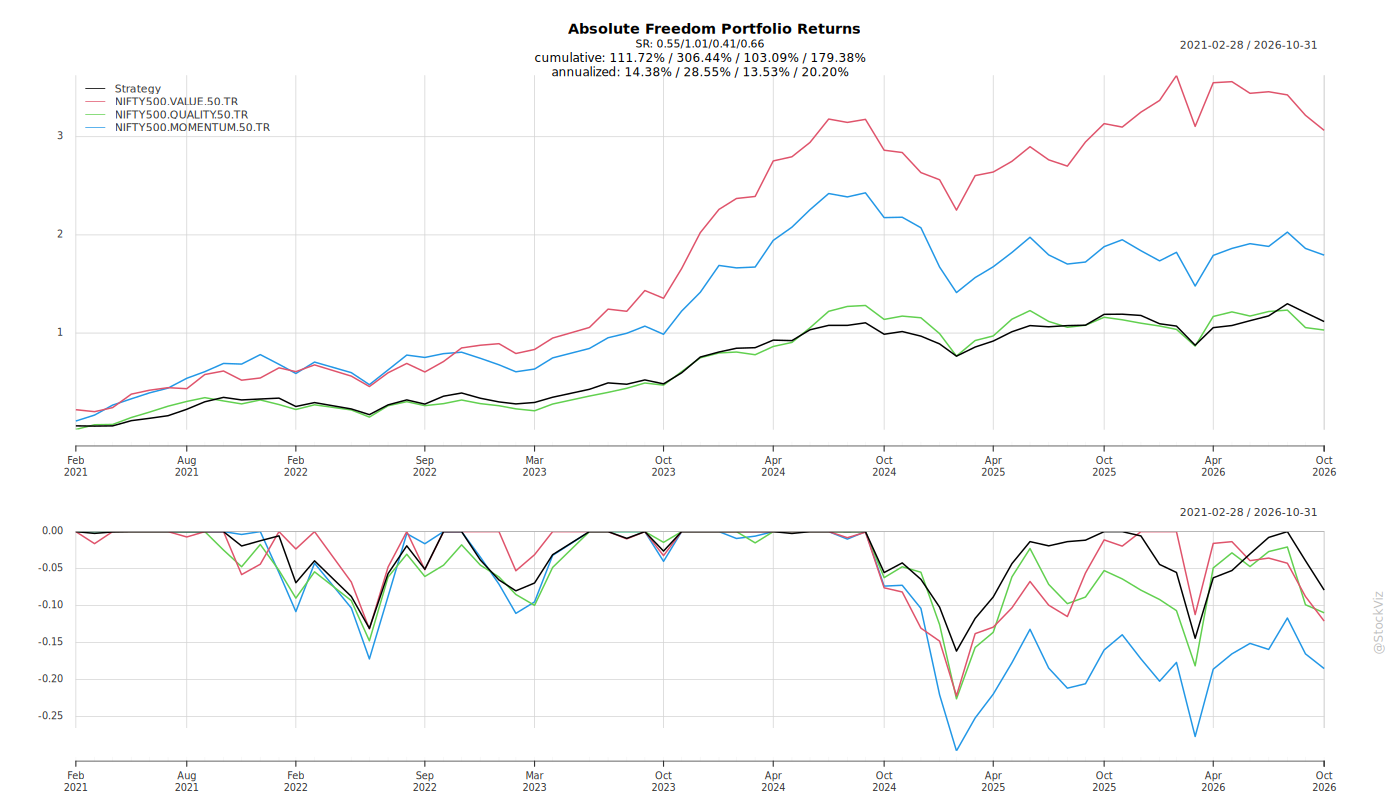 Absolute Freedom Portfolio Returns
SR: 0.55/1.01/0.41/0.66
cumulative: 111.72% / 306.44% / 103.09% / 179.38%
annualized: 14.38% / 28.55% / 13.53% / 20.20%
2021-02-28 / 2026-10-31
Strategy
NIFTY500.VALUE.50.TR
NIFTY500.QUALITY.50.TR
NIFTY500.MOMENTUM.50.TR
3
2
1
Feb 2021
Aug 2021
Feb 2022
Sep 2022
Mar 2023
Oct 2023
Apr 2024
Oct 2024
Apr 2025
Oct 2025
Apr 2026
Oct 2026
2021-02-28 / 2026-10-31
0.00
-0.05
-0.10
-0.15
-0.20
-0.25
Feb 2021
Aug 2021
Feb 2022
Sep 2022
Mar 2023
Oct 2023
Apr 2024
Oct 2024
Apr 2025
Oct 2025
Apr 2026
Oct 2026
@StockViz